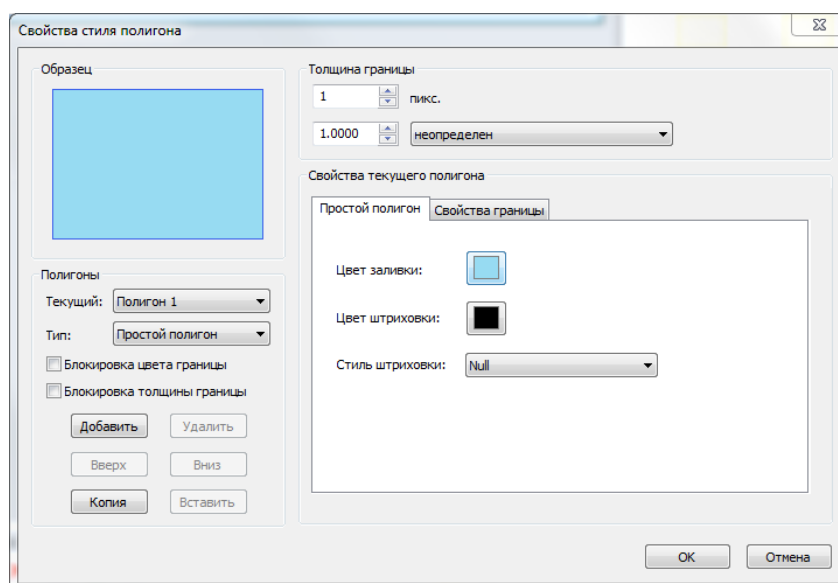 Свойства стиля полигона
Образец
Толщина границы
1 пикс.
1.0000 неопределен
Свойства текущего полигона
Простой полигон Свойства границы
Цвет заливки:
Цвет штриховки:
Стиль штриховки: Null
Полигоны
Текущий: Полигон 1
Тип: Простой полигон
Блокировка цвета границы
Блокировка толщины границы
Добавить Удалить
Вверх Вниз
Копия Вставить
OK Отмена